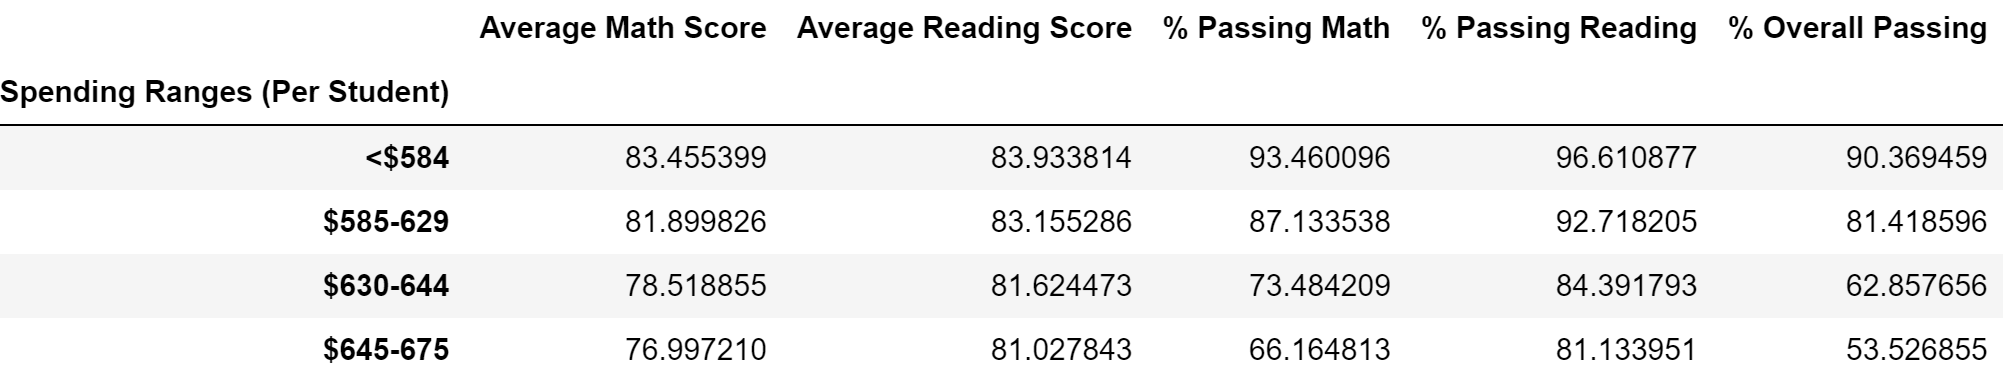 Average Math Score Average Reading Score % Passing Math % Passing Reading % Overall Passing
Spending Ranges (Per Student)
<$584 83.455399 83.933814 93.460096 96.610877 90.369459
$585-629 81.899826 83.155286 87.133538 92.718205 81.418596
$630-644 78.518855 81.624473 73.484209 84.391793 62.857656
$645-675 76.997210 81.027843 66.164813 81.133951 53.526855